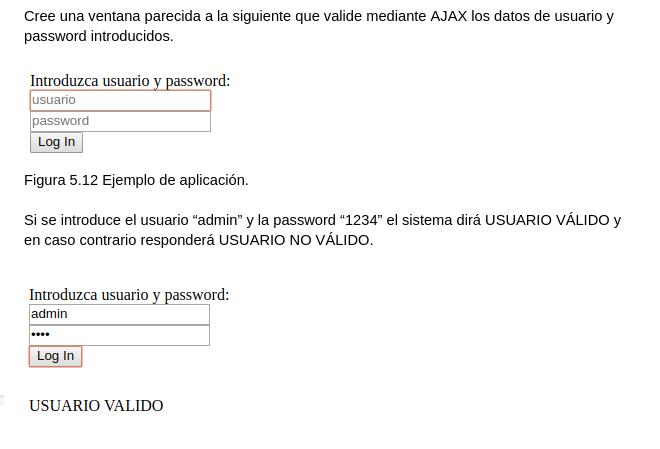 Cree una ventana parecida a la siguiente que valide mediante AJAX los datos de usuario y
password introducidos.
Introduzca usuario y password:
usuario
password
Log In
Figura 5.12 Ejemplo de aplicación.
Si se introduce el usuario “admin” y la password “1234” el sistema dirá USUARIO VÁLIDO y
en caso contrario responderá USUARIO NO VÁLIDO.
Introduzca usuario y password:
admin
••••
Log In
USUARIO VALIDO